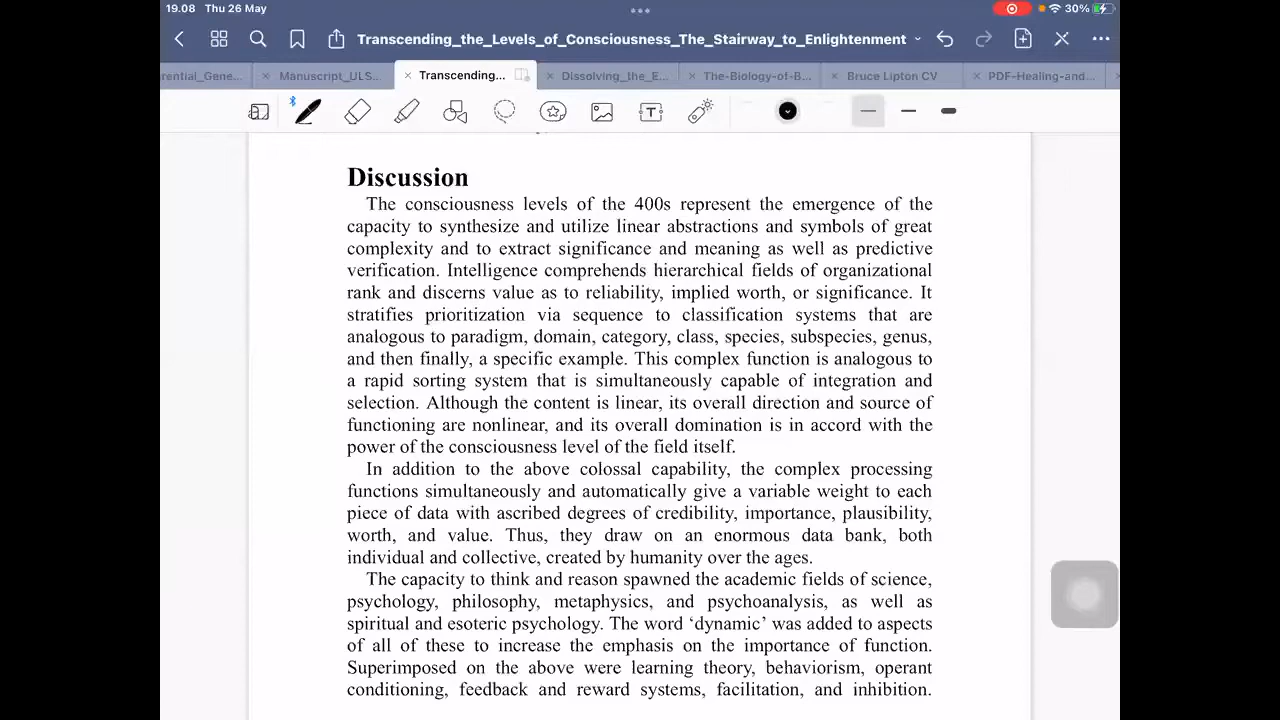 19.08 Thu 26 May
30%
Transcending_the_Levels_of_Consciousness_The_Stairway_to_Enlightenment
rential_Gene... Manuscript_ULS... Transcending... Dissolving_the_E... The-Biology-of-B... Bruce Lipton CV PDF-Healing-and...
Discussion
The consciousness levels of the 400s represent the emergence of the
capacity to synthesize and utilize linear abstractions and symbols of great
complexity and to extract significance and meaning as well as predictive
verification. Intelligence comprehends hierarchical fields of organizational
rank and discerns value as to reliability, implied worth, or significance. It
stratifies prioritization via sequence to classification systems that are
analogous to paradigm, domain, category, class, species, subspecies, genus,
and then finally, a specific example. This complex function is analogous to
a rapid sorting system that is simultaneously capable of integration and
selection. Although the content is linear, its overall direction and source of
functioning are nonlinear, and its overall domination is in accord with the
power of the consciousness level of the field itself.
In addition to the above colossal capability, the complex processing
functions simultaneously and automatically give a variable weight to each
piece of data with ascribed degrees of credibility, importance, plausibility,
worth, and value. Thus, they draw on an enormous data bank, both
individual and collective, created by humanity over the ages.
The capacity to think and reason spawned the academic fields of science,
psychology, philosophy, metaphysics, and psychoanalysis, as well as
spiritual and esoteric psychology. The word ‘dynamic’ was added to aspects
of all of these to increase the emphasis on the importance of function.
Superimposed on the above were learning theory, behaviorism, operant
conditioning, feedback and reward systems, facilitation, and inhibition.